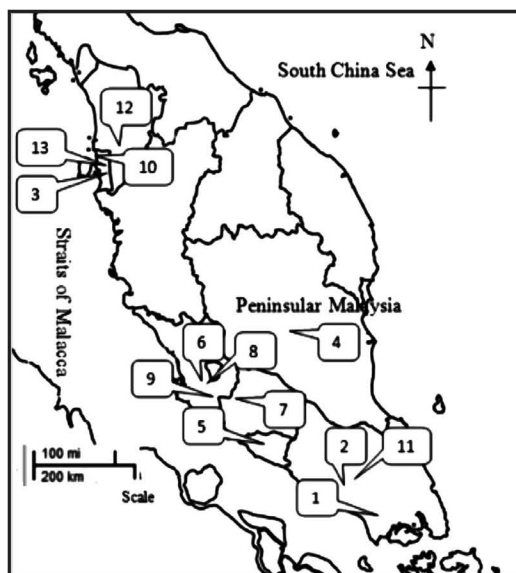 South China Sea
N
12
13
10
3
Straits of Malacca
Peninsular Malaysia
6
8
4
9
7
5
2
11
100 mi
200 km
1
Scale